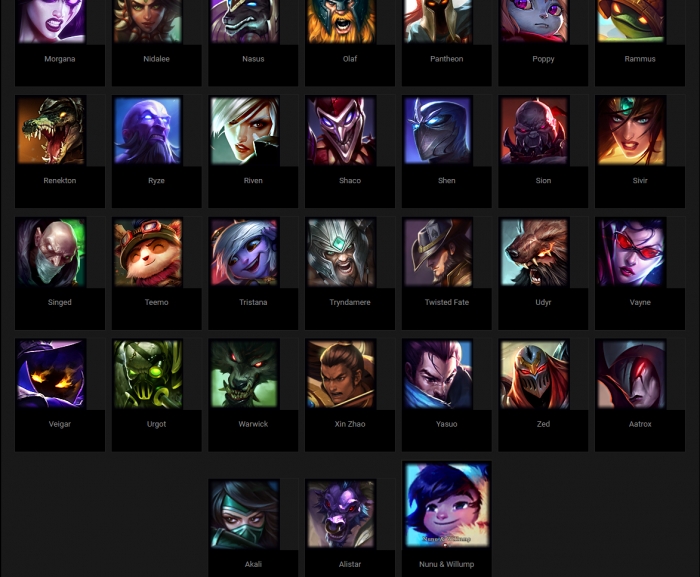 Morgana Nidalee Nasus Olaf Pantheon Poppy Rammus
Renekton Ryze Riven Shaco Shen Sion Sivir
Singed Teemo Tristana Tryndamere Twisted Fate Udyr Vayne
Veigar Urgot Warwick Xin Zhao Yasuo Zed Aatrox
Akali Alistar Nunu & Willump